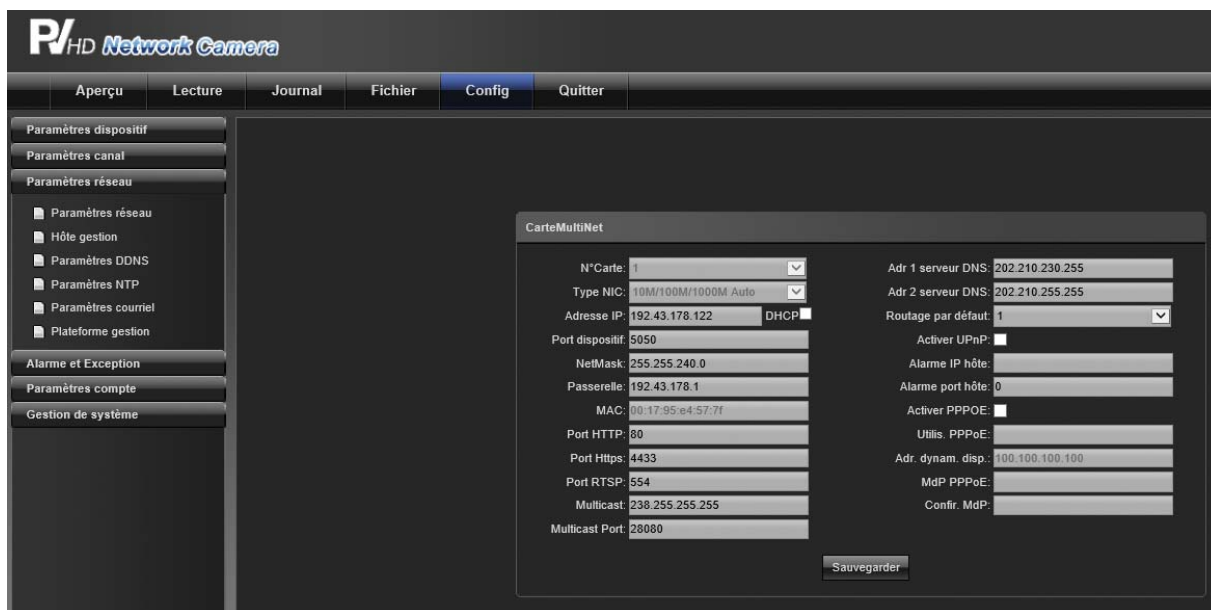 PV HD Network Camera
Aperçu Lecture Journal Fichier Config Quitter
Paramètres dispositif
Paramètres canal
Paramètres réseau
Paramètres réseau
Hôte gestion
Paramètres DDNS
Paramètres NTP
Paramètres courriel
Plateforme gestion
Alarme et Exception
Paramètres compte
Gestion de système
CarteMultiNet
N°Carte: 1
Type NIC: 10M/100M/1000M Auto
Adresse IP: 192.43.178.122 DHCP
Port dispositif: 5050
NetMask: 255.255.240.0
Passerelle: 192.43.178.1
MAC: 00:17:95:e4:57:7f
Port HTTP: 80
Port Https: 4433
Port RTSP: 554
Multicast: 238.255.255.255
Multicast Port: 28080
Adr 1 serveur DNS: 202.210.230.255
Adr 2 serveur DNS: 202.210.255.255
Routage par défaut: 1
Activer UPnP:
Alarme IP hôte:
Alarme port hôte: 0
Activer PPPOE:
Utilis. PPPoE:
Adr. dynam. disp.: 100.100.100.100
MdP PPPoE:
Confir. MdP:
Sauvegarder